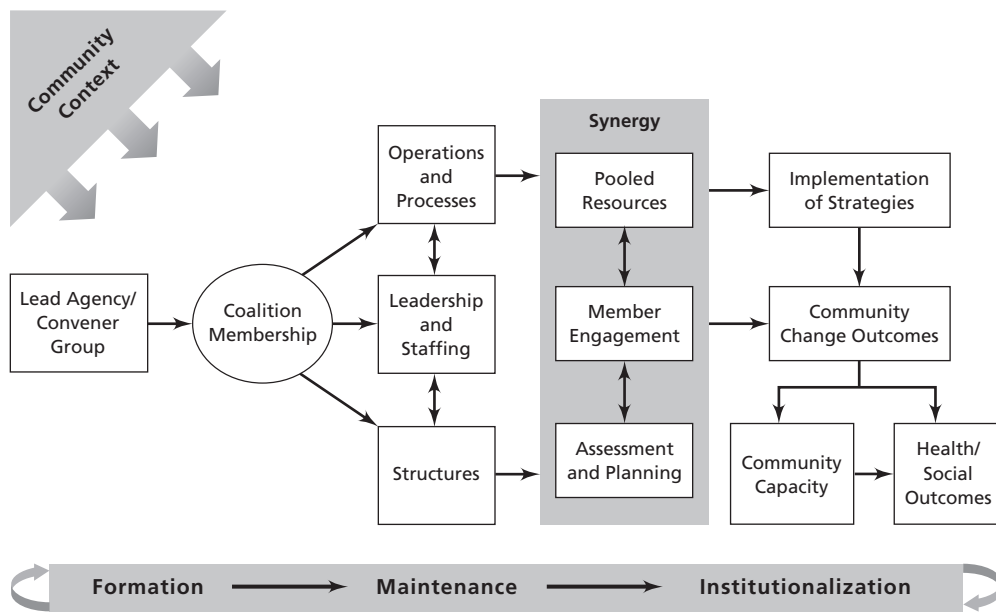 Community
Context
Lead Agency/
Convener
Group
Coalition
Membership
Operations
and
Processes
Leadership
and
Staffing
Structures
Synergy
Pooled
Resources
Member
Engagement
Assessment
and Planning
Implementation
of Strategies
Community
Change Outcomes
Community
Capacity
Health/
Social
Outcomes
Formation
Maintenance
Institutionalization